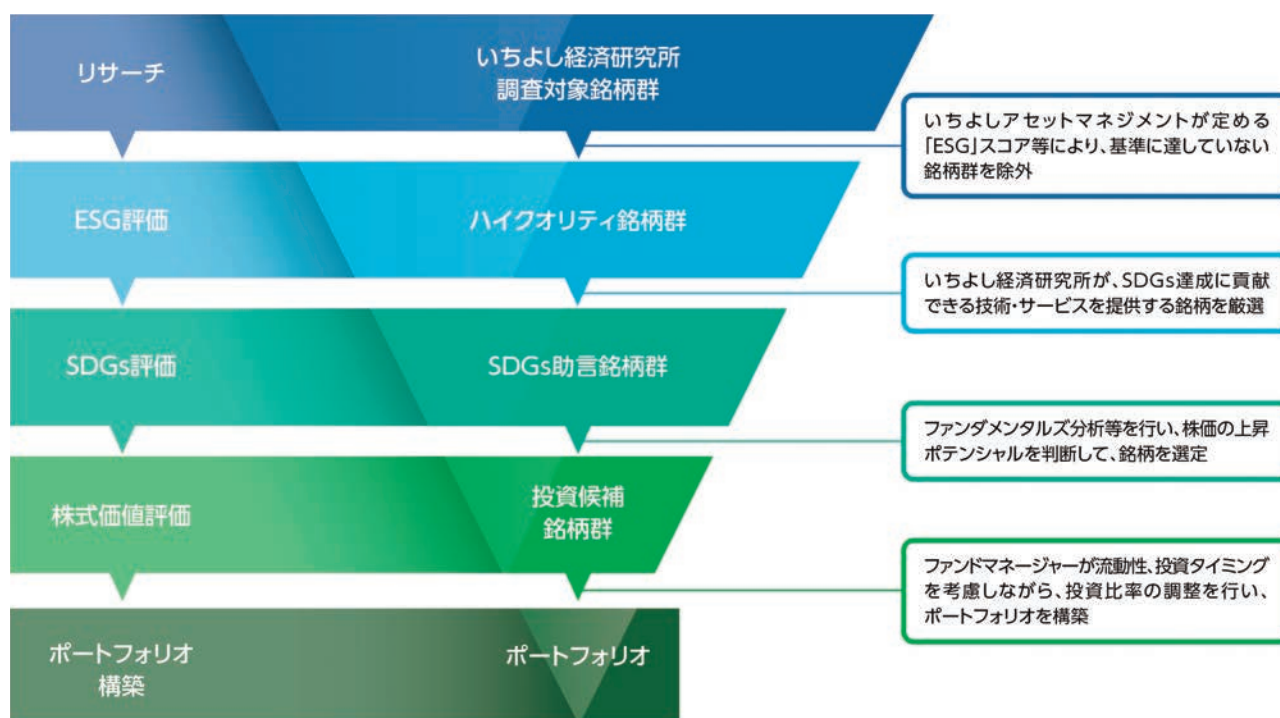 リサーチ
いちよし経済研究所
調査対象銘柄群
いちよしアセットマネジメントが定める
「ESG」スコア等により、基準に達していない
銘柄群を除外
ESG評価
ハイクオリティ銘柄群
いちよし経済研究所が、SDGs達成に貢献
できる技術・サービスを提供する銘柄を厳選
SDGs評価
SDGs助言銘柄群
ファンダメンタルズ分析等を行い、株価の上昇
ポテンシャルを判断して、銘柄を選定
株式価値評価
投資候補
銘柄群
ファンドマネージャーが流動性、投資タイミング
を考慮しながら、投資比率の調整を行い、
ポートフォリオを構築
ポートフォリオ
構築
ポートフォリオ